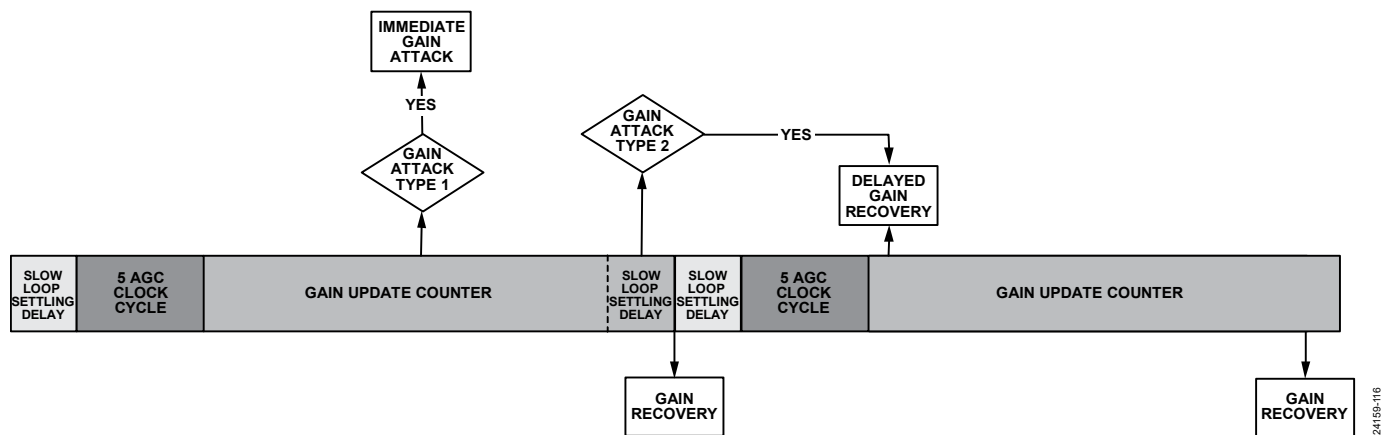 IMMEDIATE
GAIN
ATTACK
YES
GAIN
ATTACK
TYPE 1
GAIN
ATTACK
TYPE 2
YES
DELAYED
GAIN
RECOVERY
SLOW
LOOP
SETTLING
DELAY
5 AGC
CLOCK
CYCLE
GAIN UPDATE COUNTER
SLOW
LOOP
SETTLING
DELAY
SLOW
LOOP
SETTLING
DELAY
5 AGC
CLOCK
CYCLE
GAIN UPDATE COUNTER
GAIN
RECOVERY
GAIN
RECOVERY
24159-116